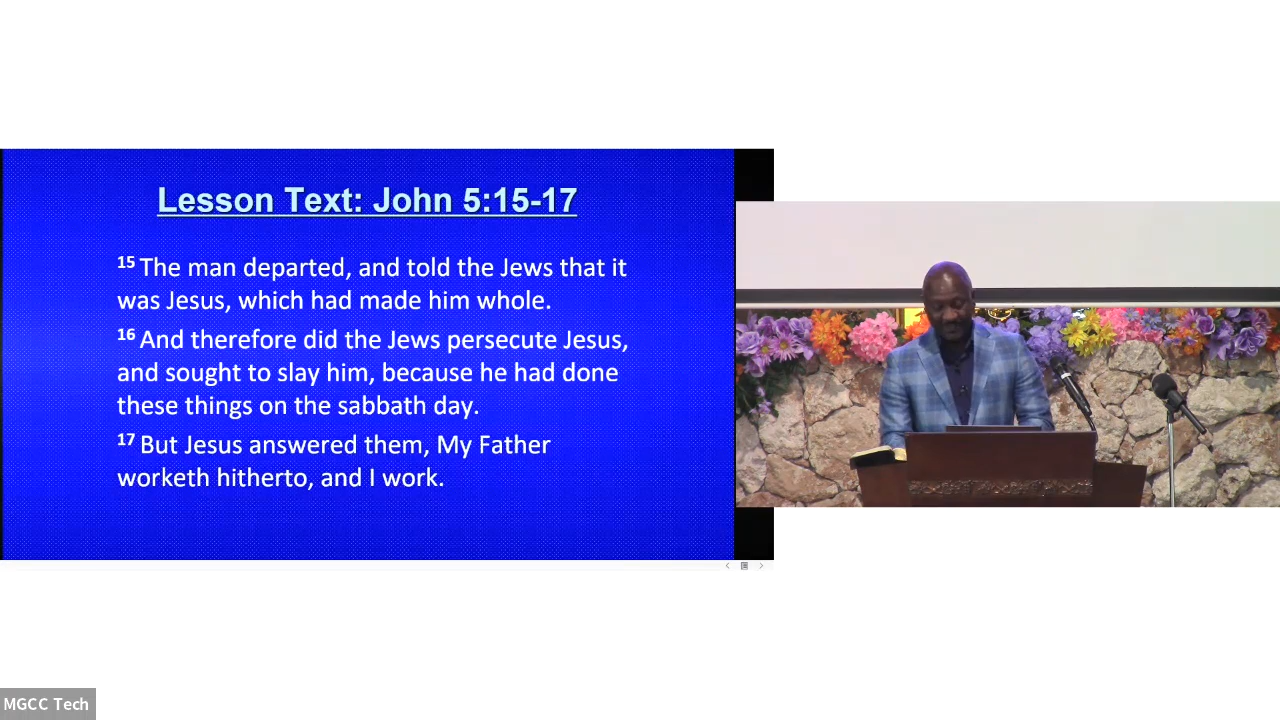 Lesson Text: John 5:15-17
15 The man departed, and told the Jews that it
was Jesus, which had made him whole.
16 And therefore did the Jews persecute Jesus,
and sought to slay him, because he had done
these things on the sabbath day.
17 But Jesus answered them, My Father
worketh hitherto, and I work.
MGCC Tech